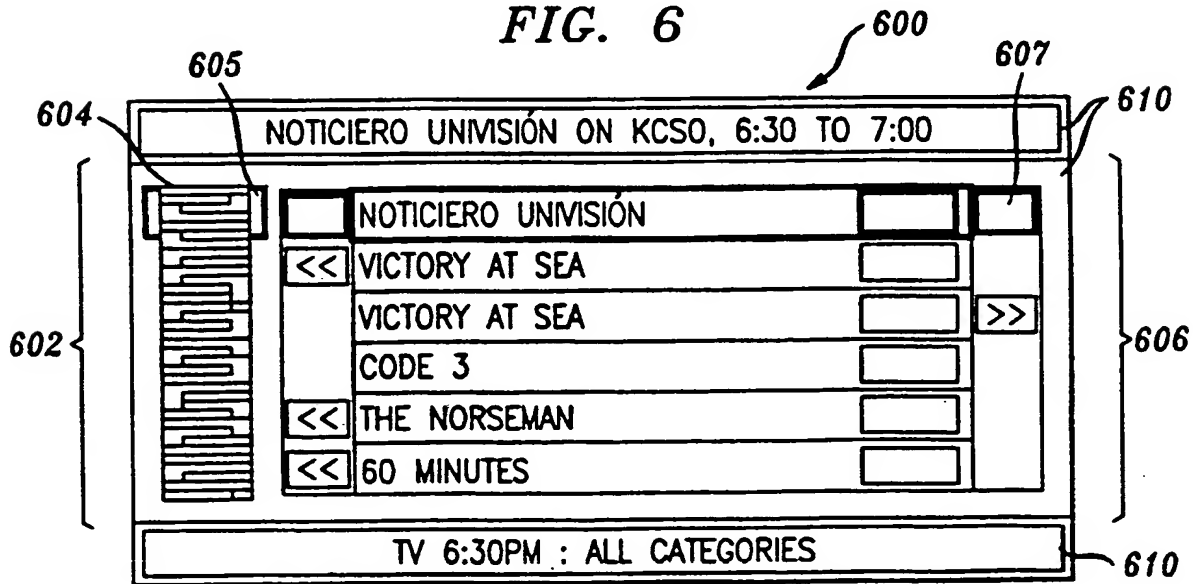 FIG. 6
600
605
607
604
610
NOTICIERO UNIVISIÓN ON KCSO, 6:30 TO 7:00
NOTICIERO UNIVISIÓN
<< VICTORY AT SEA
VICTORY AT SEA >>
602
606
CODE 3
<< THE NORSEMAN
<< 60 MINUTES
TV 6:30PM : ALL CATEGORIES
610